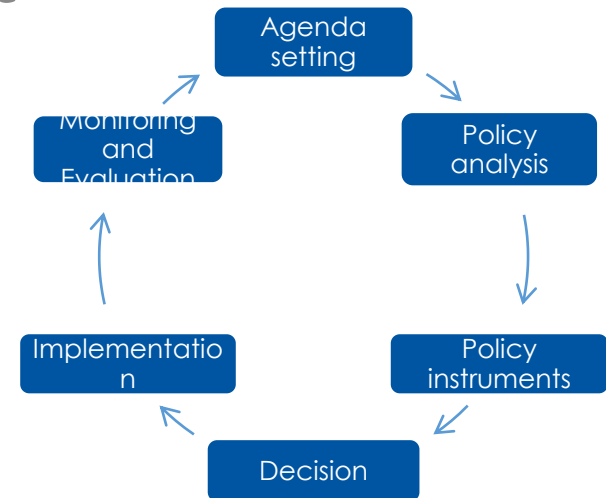 Agenda
setting
Policy
analysis
Policy
instruments
Decision
Implementatio
n
Monitoring
and
Evaluation